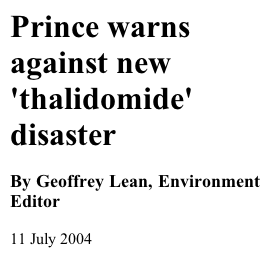 Prince warns
against new
'thalidomide'
disaster
By Geoffrey Lean, Environment
Editor
11 July 2004